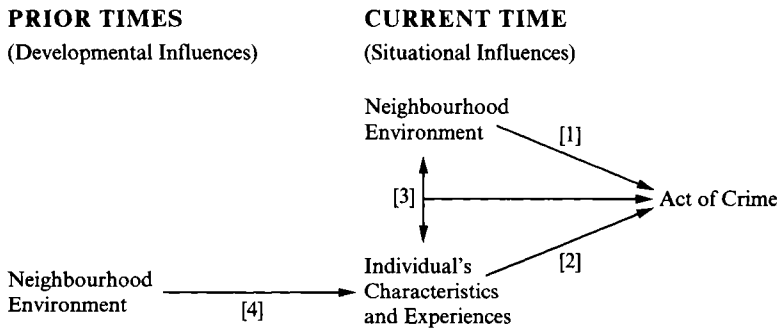 PRIOR TIMES
(Developmental Influences)
CURRENT TIME
(Situational Influences)
Neighbourhood
Environment
[1]
[3]
Act of Crime
[2]
Individual's
Characteristics
and Experiences
Neighbourhood
Environment
[4]